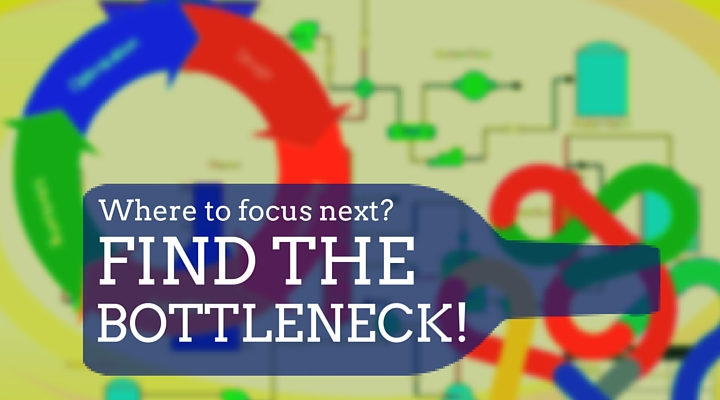 Where to focus next?
FIND THE
BOTTLENECK!